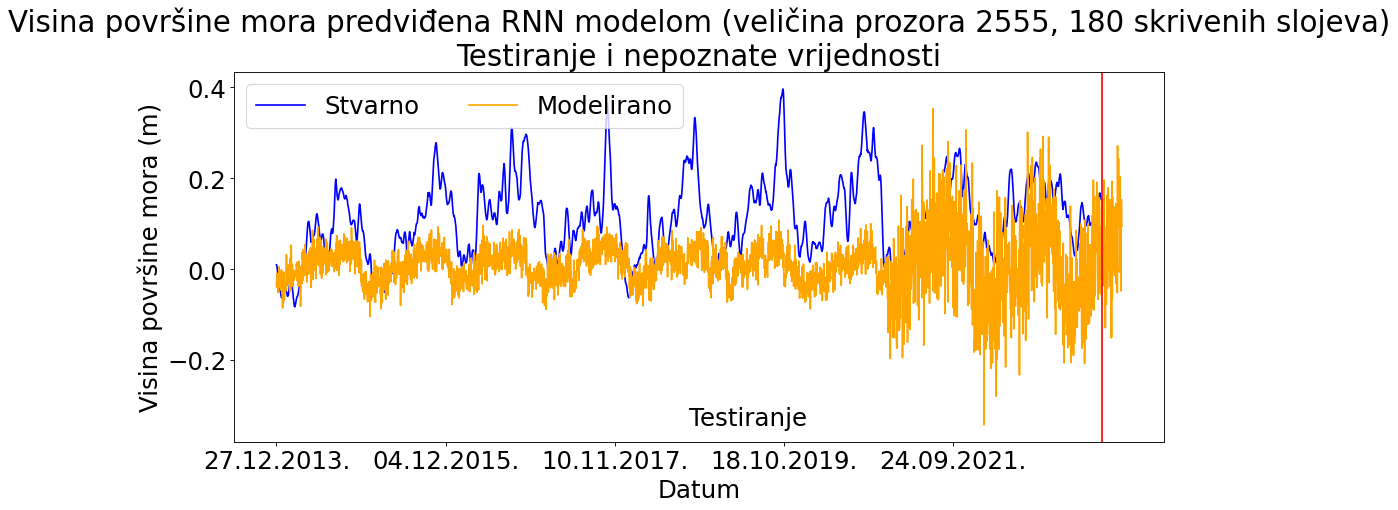 Visina površine mora predviđena RNN modelom (veličina prozora 2555, 180 skrivenih slojeva)
Testiranje i nepoznate vrijednosti
Stvarno
Modelirano
Visina površine mora (m)
0.4
0.2
0.0
−0.2
Testiranje
27.12.2013.
04.12.2015.
10.11.2017.
18.10.2019.
24.09.2021.
Datum